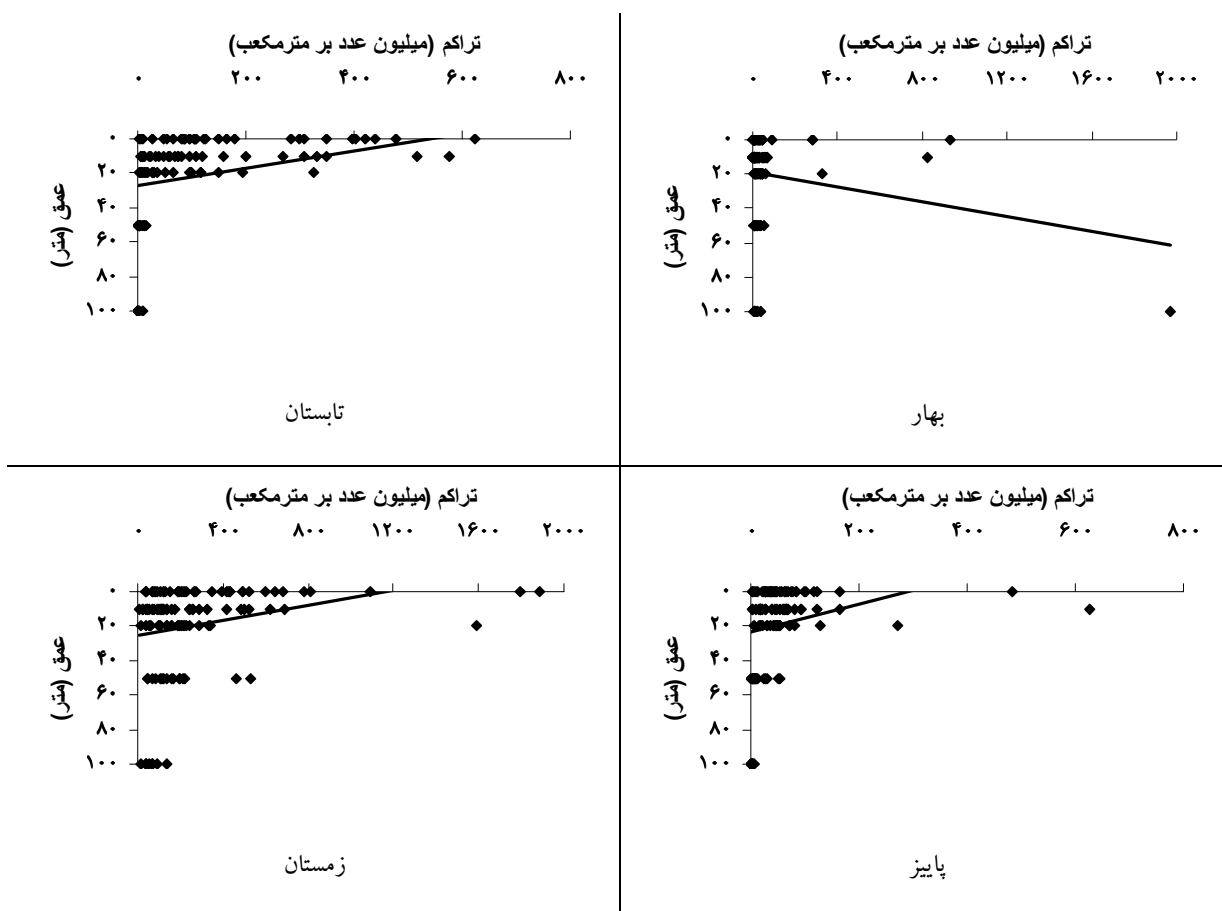 تراکم (میلیون عدد بر مترمکعب)
۰ ۴۰۰ ۸۰۰ ۱۲۰۰ ۱۶۰۰ ۲۰۰۰
۰
۲۰
۴۰
۶۰
۸۰
۱۰۰
عمق (متر)
بهار
تراکم (میلیون عدد بر مترمکعب)
۰ ۲۰۰ ۴۰۰ ۶۰۰ ۸۰۰
۰
۲۰
۴۰
۶۰
۸۰
۱۰۰
عمق (متر)
تابستان
تراکم (میلیون عدد بر مترمکعب)
۰ ۲۰۰ ۴۰۰ ۶۰۰ ۸۰۰
۰
۲۰
۴۰
۶۰
۸۰
۱۰۰
عمق (متر)
پاییز
تراکم (میلیون عدد بر مترمکعب)
۰ ۴۰۰ ۸۰۰ ۱۲۰۰ ۱۶۰۰ ۲۰۰۰
۰
۲۰
۴۰
۶۰
۸۰
۱۰۰
عمق (متر)
زمستان